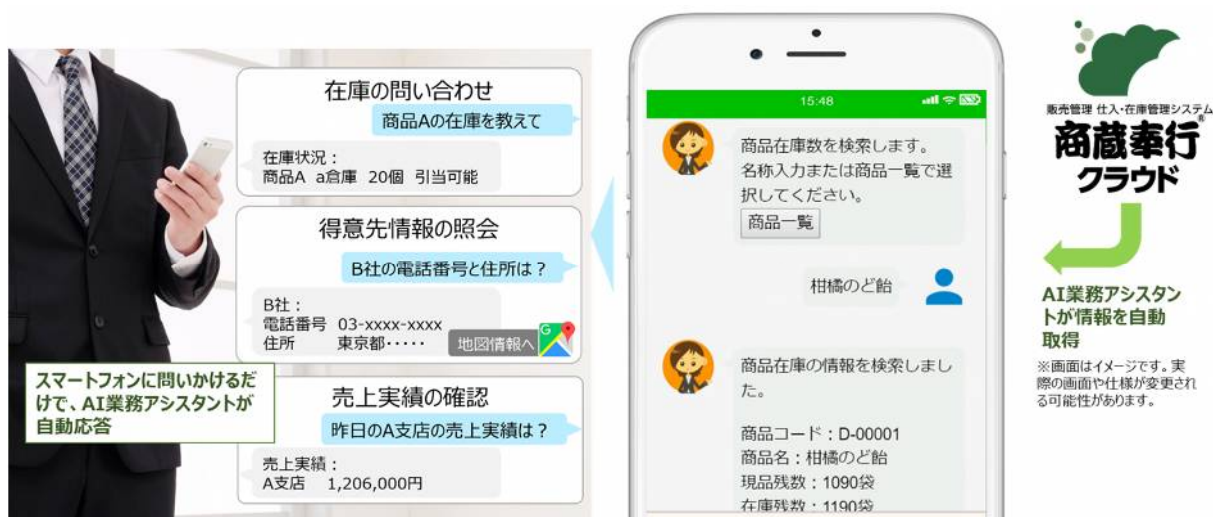 在庫の問い合わせ
商品Aの在庫を教えて
在庫状況：
商品A a倉庫 20個 引当可能
得意先情報の照会
B社の電話番号と住所は？
B社：
電話番号 03-xxxx-xxxx
住所 東京都・・・・・
地図情報へ
G
売上実績の確認
昨日のA支店の売上実績は？
売上実績：
A支店 1,206,000円
スマートフォンに問いかけるだ
けで、AI業務アシスタントが
自動応答
15:48
商品在庫数を検索します。
名称入力または商品一覧で選
択してください。
商品一覧
柑橘のど飴
商品在庫の情報を検索しまし
た。
商品コード：D-00001
商品名：柑橘のど飴
現品残数：1090袋
在庫残数：1190袋
販売管理 仕入・在庫管理システム
商蔵奉行®
クラウド
AI業務アシスタン
トが情報を自動
取得
※画面はイメージです。実
際の画面や仕様が変更され
る可能性があります。